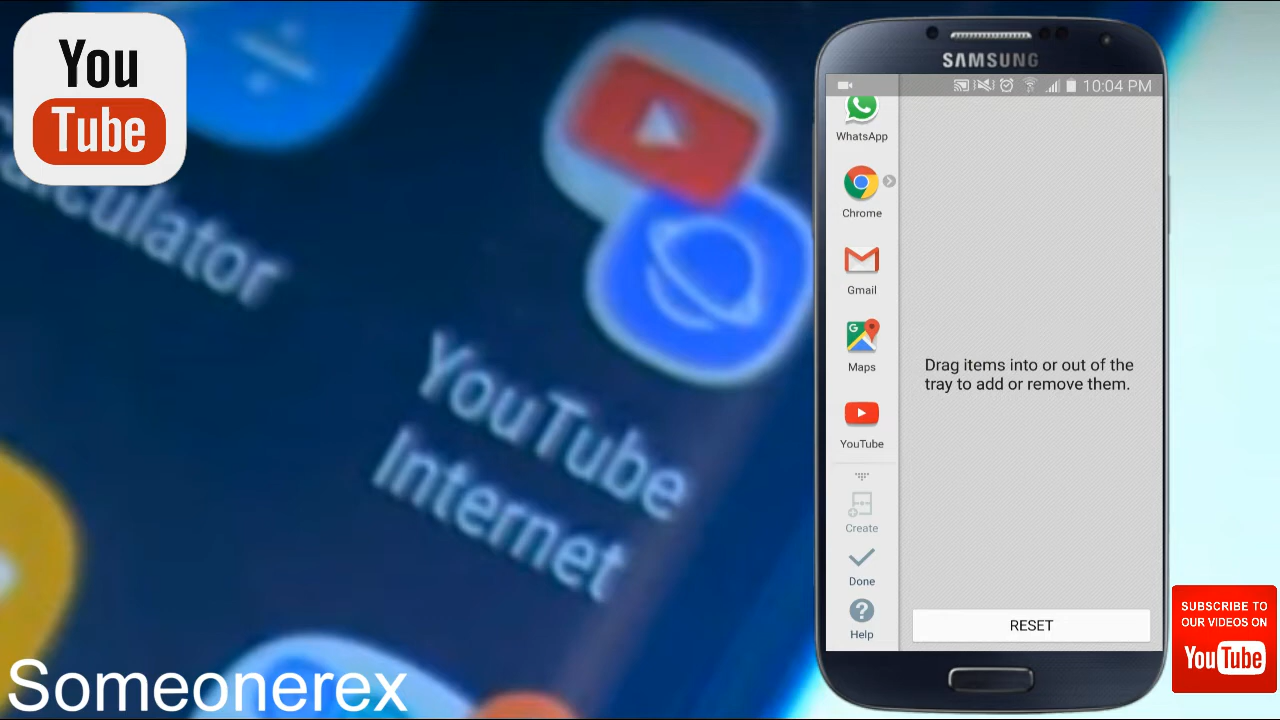 You
Tube
Calculator
YouTube
Internet
Someonerex
SAMSUNG
10:04 PM
WhatsApp
Chrome
Gmail
G
Maps
YouTube
Create
Done
?
Help
Drag items into or out of the
tray to add or remove them.
RESET
SUBSCRIBE TO
OUR VIDEOS ON
YouTube